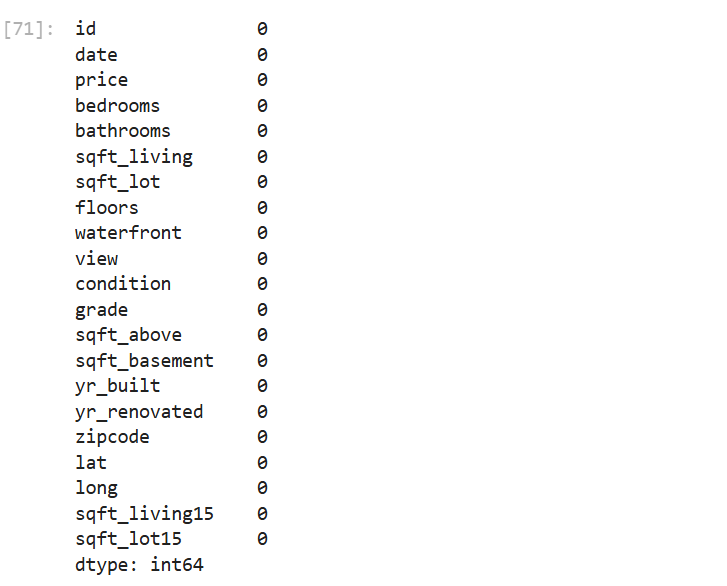 [71]: id 0
date 0
price 0
bedrooms 0
bathrooms 0
sqft_living 0
sqft_lot 0
floors 0
waterfront 0
view 0
condition 0
grade 0
sqft_above 0
sqft_basement 0
yr_built 0
yr_renovated 0
zipcode 0
lat 0
long 0
sqft_living15 0
sqft_lot15 0
dtype: int64